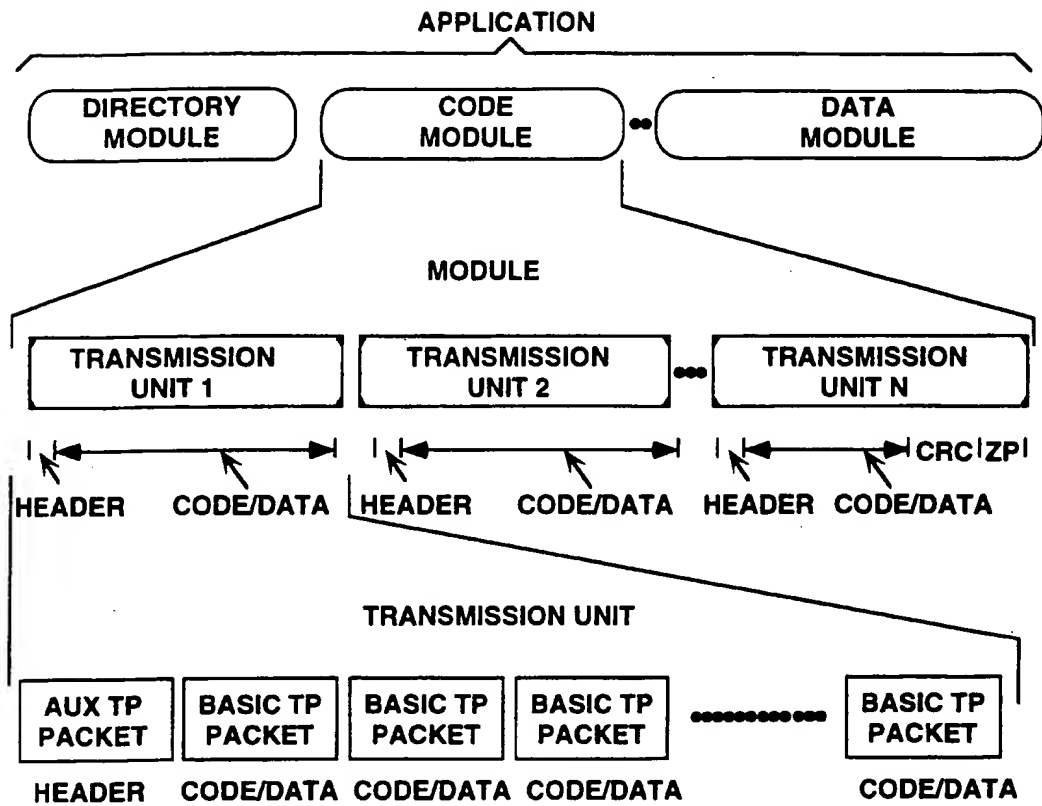 APPLICATION
DIRECTORY MODULE
CODE MODULE
DATA MODULE
MODULE
TRANSMISSION UNIT 1
TRANSMISSION UNIT 2
TRANSMISSION UNIT N
HEADER
CODE/DATA
HEADER
CODE/DATA
HEADER
CODE/DATA
CRC
ZP
TRANSMISSION UNIT
AUX TP PACKET
BASIC TP PACKET
BASIC TP PACKET
BASIC TP PACKET
BASIC TP PACKET
HEADER
CODE/DATA
CODE/DATA
CODE/DATA
CODE/DATA